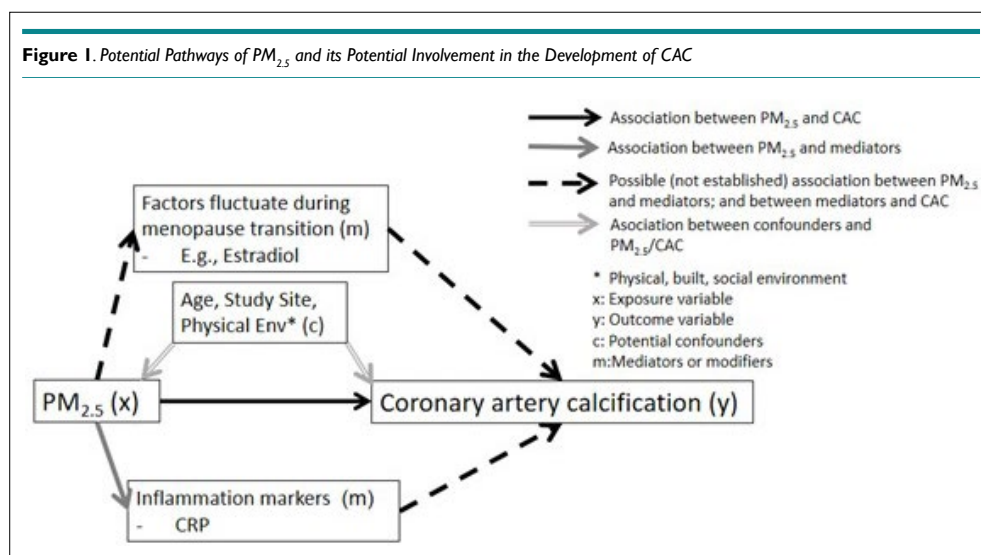 Figure 1. Potential Pathways of PM2.5 and its Potential Involvement in the Development of CAC
Association between PM2.5 and CAC
Association between PM2.5 and mediators
Possible (not established) association between PM2.5
and mediators; and between mediators and CAC
Asociation between confounders and
PM2.5/CAC
* Physical, built, social environment
x: Exposure variable
y: Outcome variable
c: Potential confounders
m:Mediators or modifiers
Factors fluctuate during
menopause transition (m)
- E.g., Estradiol
Age, Study Site,
Physical Env* (c)
PM2.5 (x)
Coronary artery calcification (y)
Inflammation markers (m)
- CRP